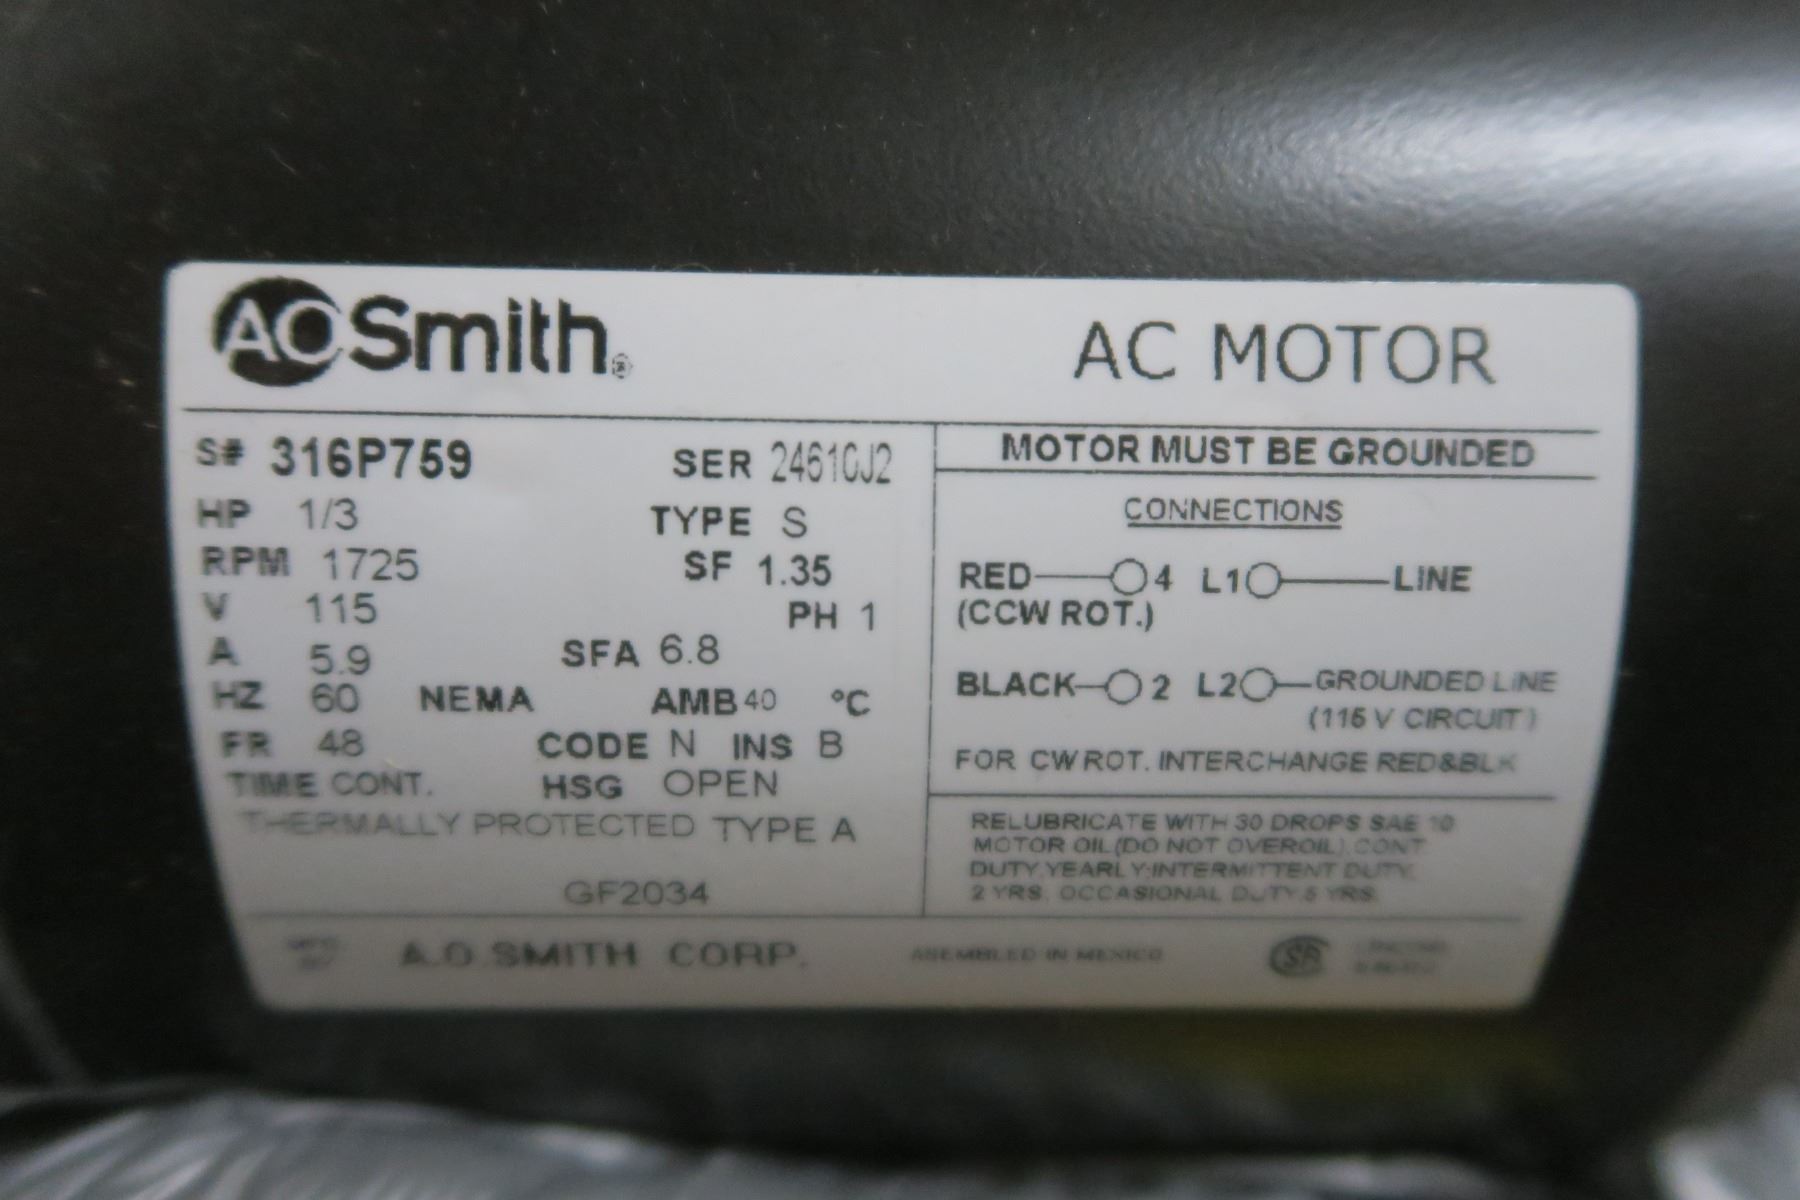 AOSmith®
AC MOTOR
S# 316P759 SER 24610J2
HP 1/3 TYPE S
RPM 1725 SF 1.35
V 115 PH 1
A 5.9 SFA 6.8
HZ 60 NEMA AMB 40 °C
FR 48 CODE N INS B
TIME CONT. HSG OPEN
THERMALLY PROTECTED TYPE A
GF2034
MOTOR MUST BE GROUNDED
CONNECTIONS
RED 4 L1 LINE
(CCW ROT.)
BLACK 2 L2 GROUNDED LINE
(115 V CIRCUIT)
FOR CW ROT. INTERCHANGE RED&BLK
RELUBRICATE WITH 30 DROPS SAE 10
MOTOR OIL (DO NOT OVEROIL). CONT
DUTY, YEARLY; INTERMITTENT DUTY,
2 YRS. OCCASIONAL DUTY 5 YRS.
A.O. SMITH CORP. ASSEMBLED IN MEXICO